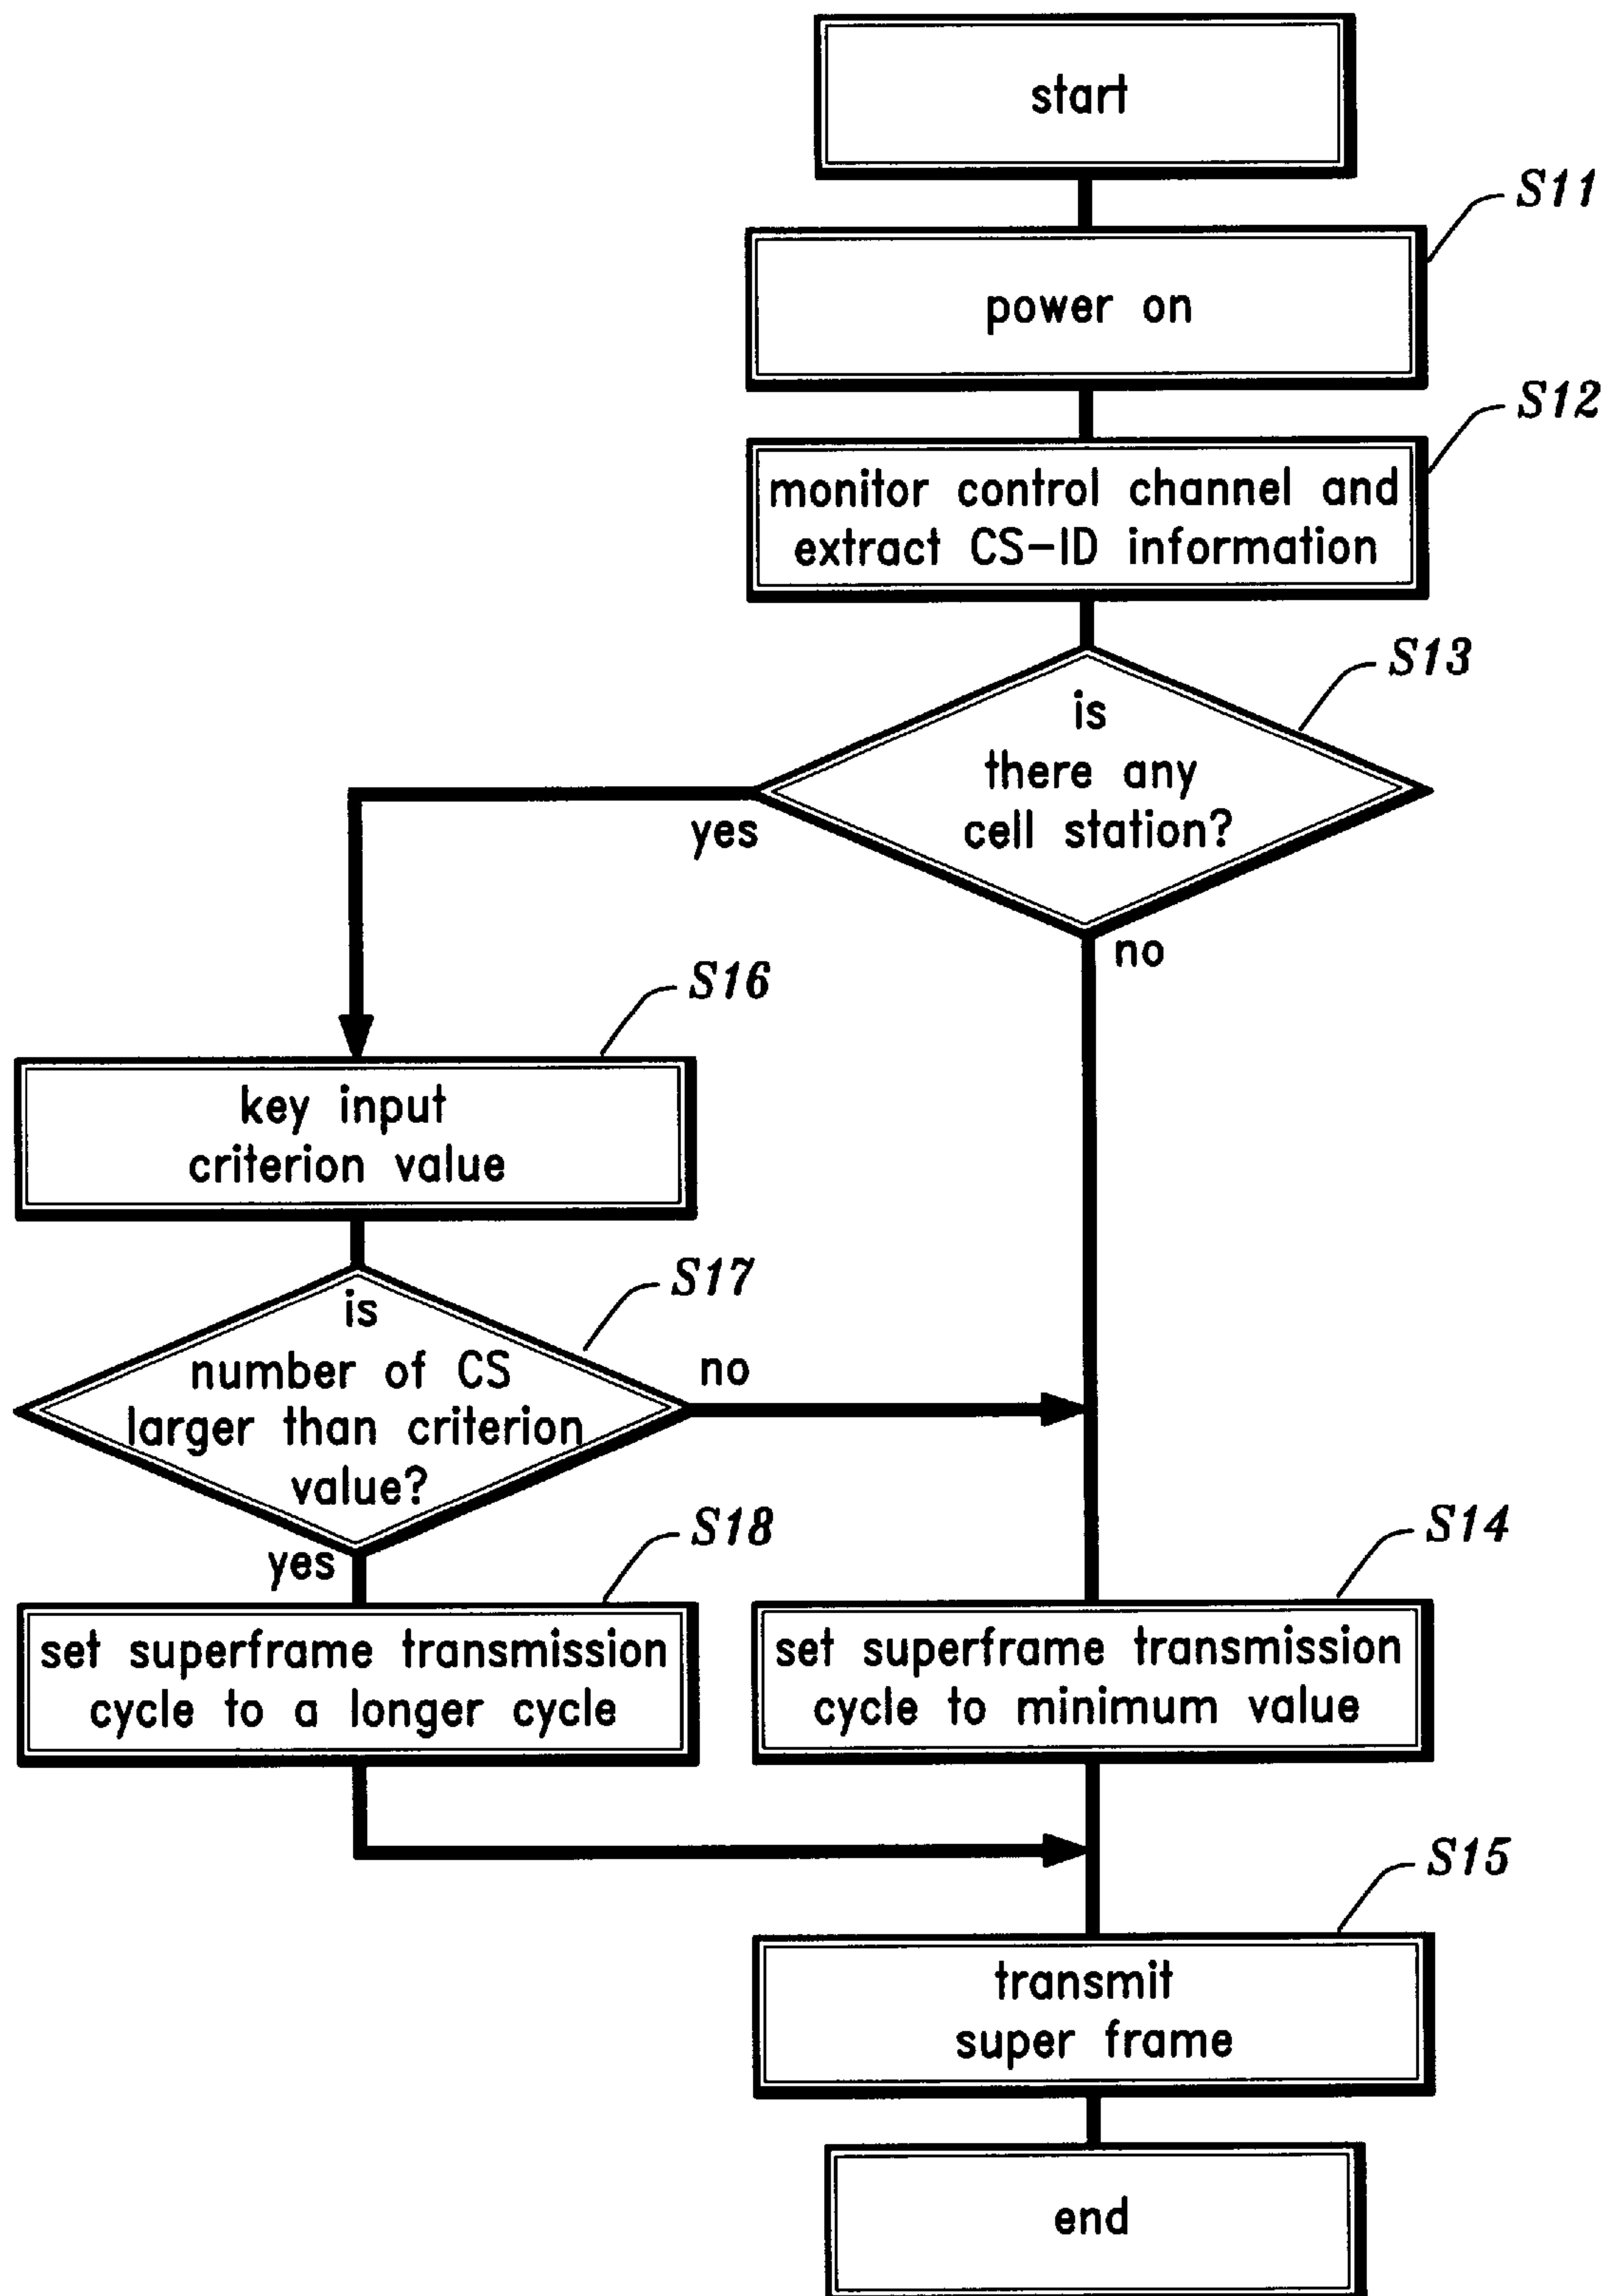 start
S11
power on
S12
monitor control channel and
extract CS-ID information
S13
is
there any
cell station?
yes
no
S16
key input
criterion value
S17
is
number of CS
larger than criterion
value?
no
yes
S18
set superframe transmission
cycle to a longer cycle
S14
set superframe transmission
cycle to minimum value
S15
transmit
super frame
end